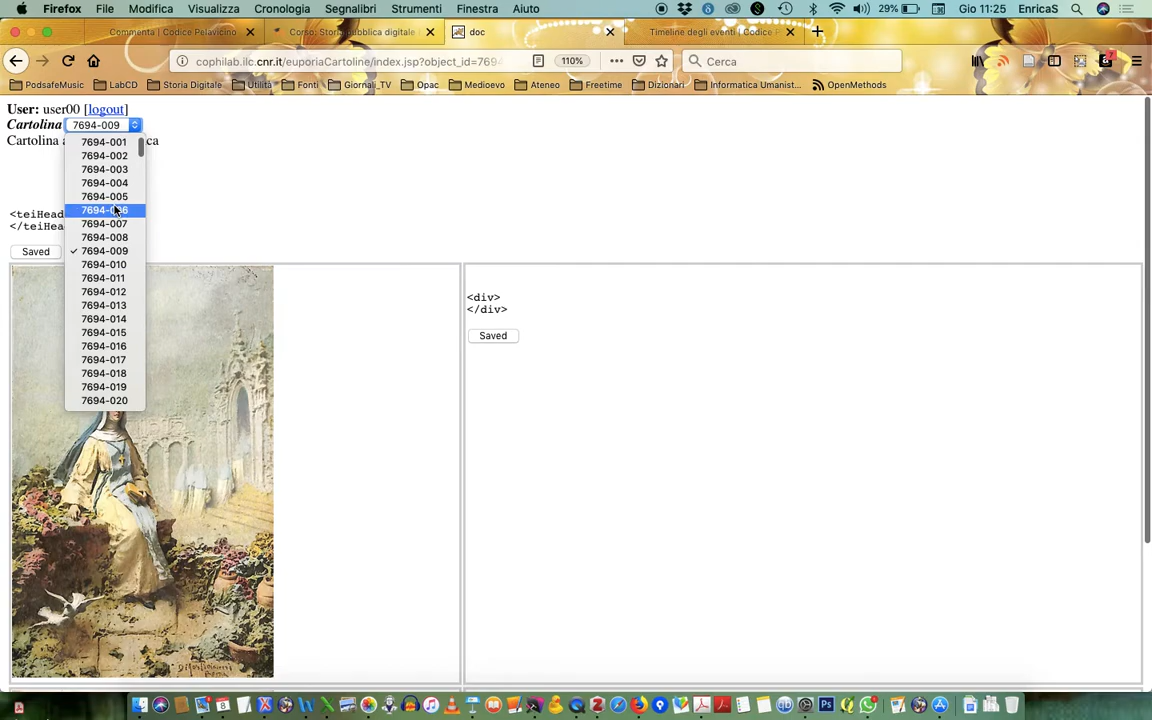 Firefox File Modifica Visualizza Cronologia Segnalibri Strumenti Finestra Aiuto 29% Gio 11:25 EnricaS
Commenta | Codice Pelavicino
Corso: Storia pubblica digitale
doc
Timeline degli eventi | Codice
cophilab.ilc.cnr.it/euporiaCartoline/index.jsp?object_id=7694 110% Cerca
PodsafeMusic LabCD Storia Digitale Utilità Fonti Giornali_TV Opac Medioevo Ateneo Freetime Dizionari Informatica Umanist... OpenMethods
User: user00 [logout]
Cartolina 7694-009
Cartolina a ca
7694-001
7694-002
7694-003
7694-004
7694-005
7694-006
7694-007
7694-008
✓ 7694-009
7694-010
7694-011
7694-012
7694-013
7694-014
7694-015
7694-016
7694-017
7694-018
7694-019
7694-020
<teiHead
</teiHea
Saved
<div>
</div>
Saved